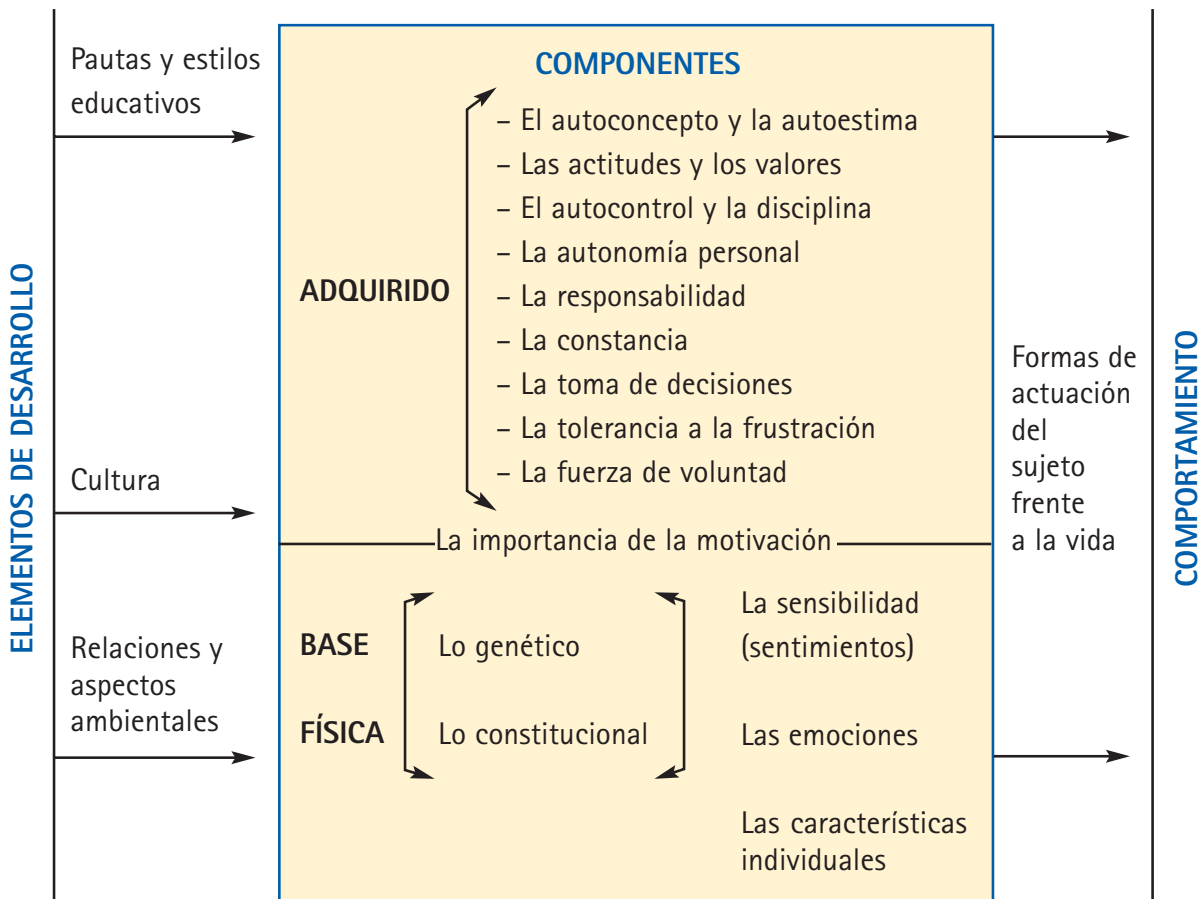 ELEMENTOS DE DESARROLLO
Pautas y estilos
educativos
Cultura
Relaciones y
aspectos
ambientales
COMPONENTES
ADQUIRIDO
– El autoconcepto y la autoestima
– Las actitudes y los valores
– El autocontrol y la disciplina
– La autonomía personal
– La responsabilidad
– La constancia
– La toma de decisiones
– La tolerancia a la frustración
– La fuerza de voluntad
La importancia de la motivación
BASE
FÍSICA
Lo genético
Lo constitucional
La sensibilidad
(sentimientos)
Las emociones
Las características
individuales
Formas de
actuación
del
sujeto
frente
a la vida
COMPORTAMIENTO